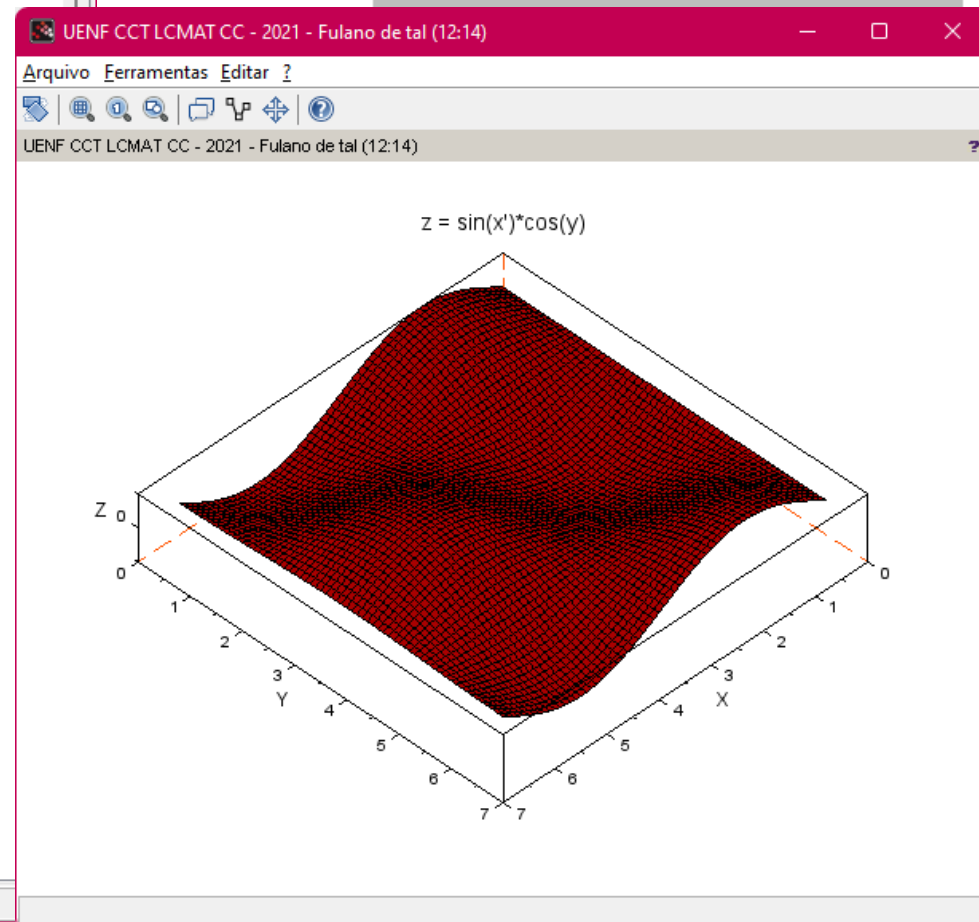 UENF CCT LCMAT CC - 2021 - Fulano de tal (12:14)
Arquivo Ferramentas Editar ?
UENF CCT LCMAT CC - 2021 - Fulano de tal (12:14) ?
z = sin(x')*cos(y)
Z 0
0 1 2 3 4 5 6 7
Y
0 1 2 3 4 5 6 7
X